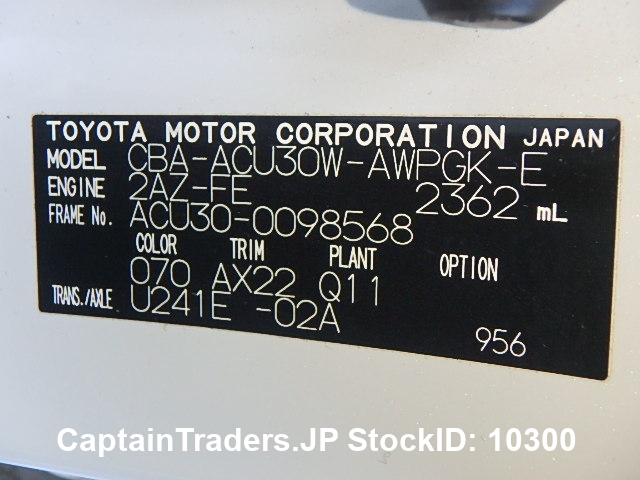 TOYOTA MOTOR CORPORATION JAPAN
MODEL CBA-ACU30W-AWPGK-E
ENGINE 2AZ-FE 2362 mL
FRAME No. ACU30-0098568
COLOR TRIM PLANT OPTION
070 AX22 Q11
TRANS./AXLE U241E -02A
956
CaptainTraders.JP StockID: 10300